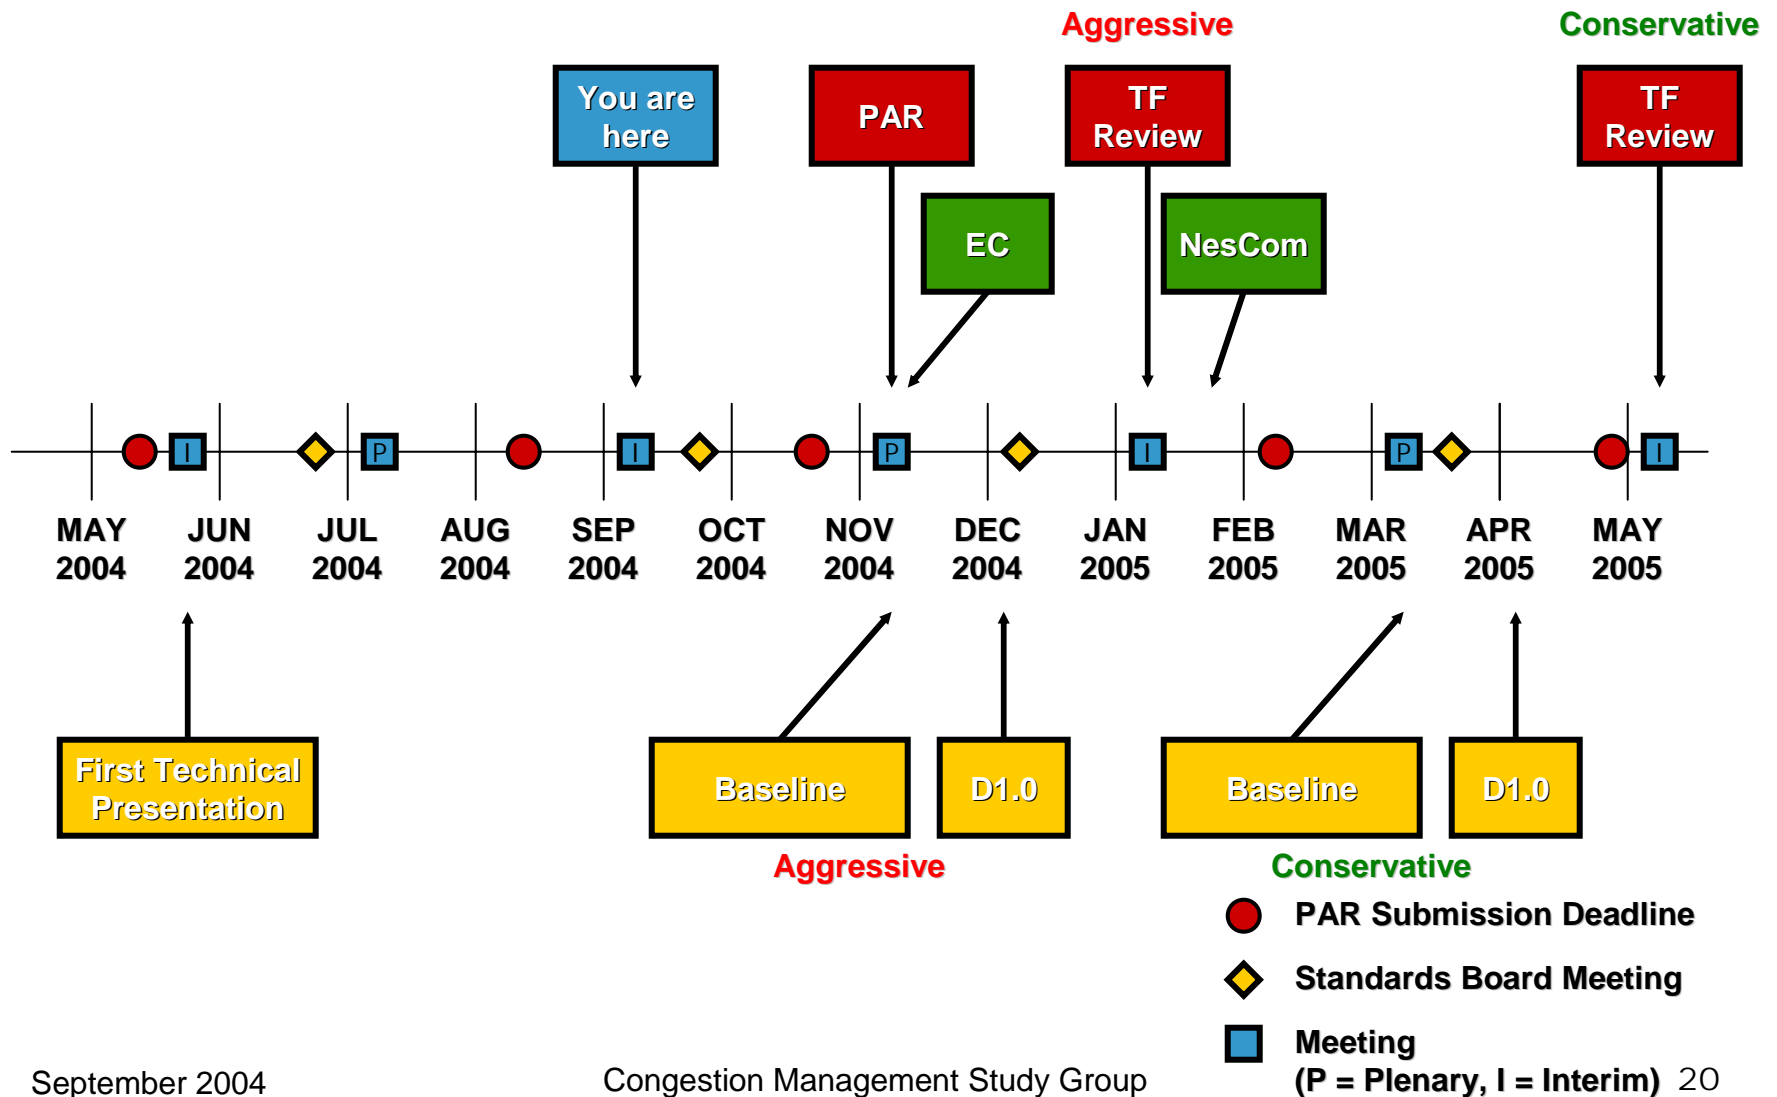 Aggressive
Conservative
You are
here
PAR
TF
Review
TF
Review
EC
NesCom
I
P
I
P
I
P
I
MAY
2004
JUN
2004
JUL
2004
AUG
2004
SEP
2004
OCT
2004
NOV
2004
DEC
2004
JAN
2005
FEB
2005
MAR
2005
APR
2005
MAY
2005
First Technical
Presentation
Baseline
D1.0
Baseline
D1.0
Aggressive
Conservative
PAR Submission Deadline
Standards Board Meeting
Meeting
(P = Plenary, I = Interim)
September 2004
Congestion Management Study Group
20